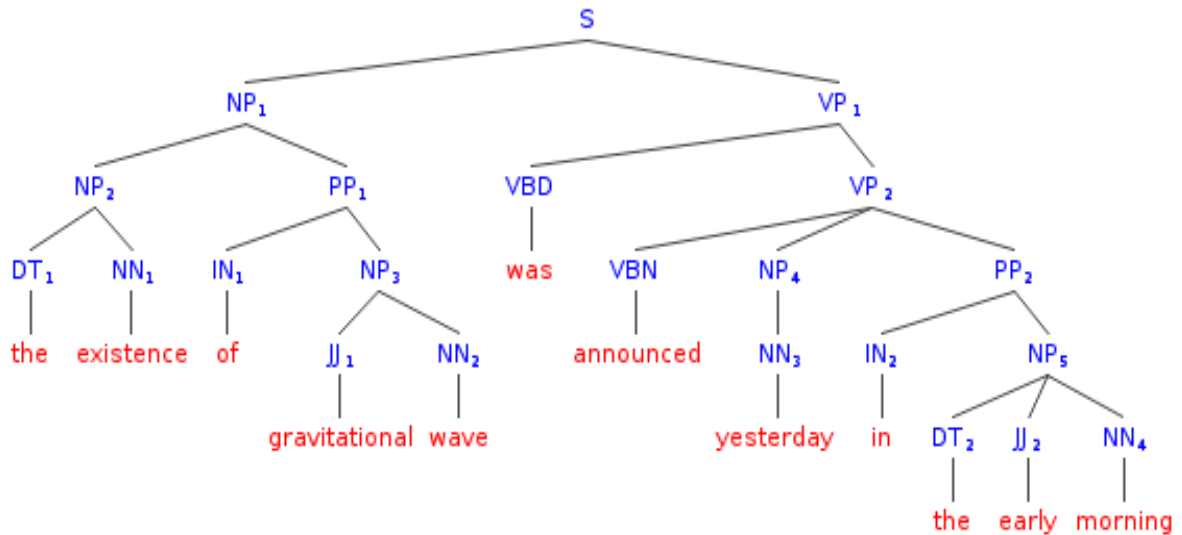 S
NP₁ VP₁
NP₂ PP₁ VBD VP₂
DT₁ NN₁ IN₁ NP₃ was VBN NP₄ PP₂
the existence of JJ₁ NN₂ announced NN₃ IN₂ NP₅
gravitational wave yesterday in DT₂ JJ₂ NN₄
the early morning